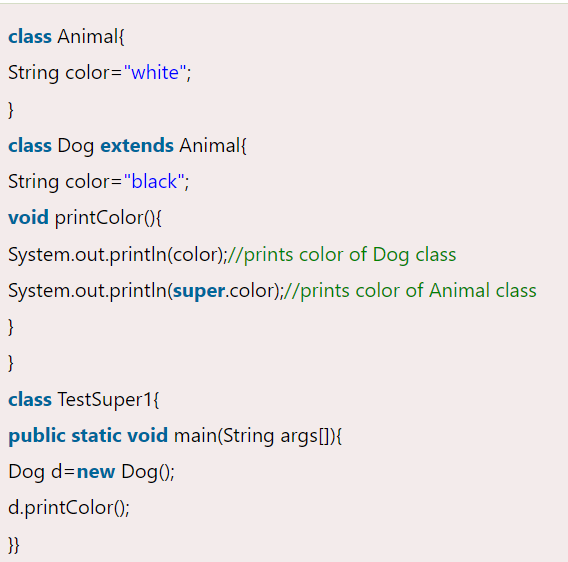 class Animal{
String color="white";
}
class Dog extends Animal{
String color="black";
void printColor(){
System.out.println(color);//prints color of Dog class
System.out.println(super.color);//prints color of Animal class
}
}
class TestSuper1{
public static void main(String args[]){
Dog d=new Dog();
d.printColor();
}}